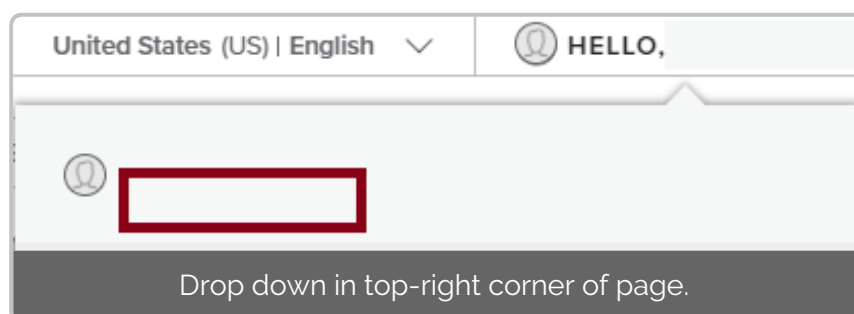 United States (US) | English
HELLO,
Drop down in top-right corner of page.